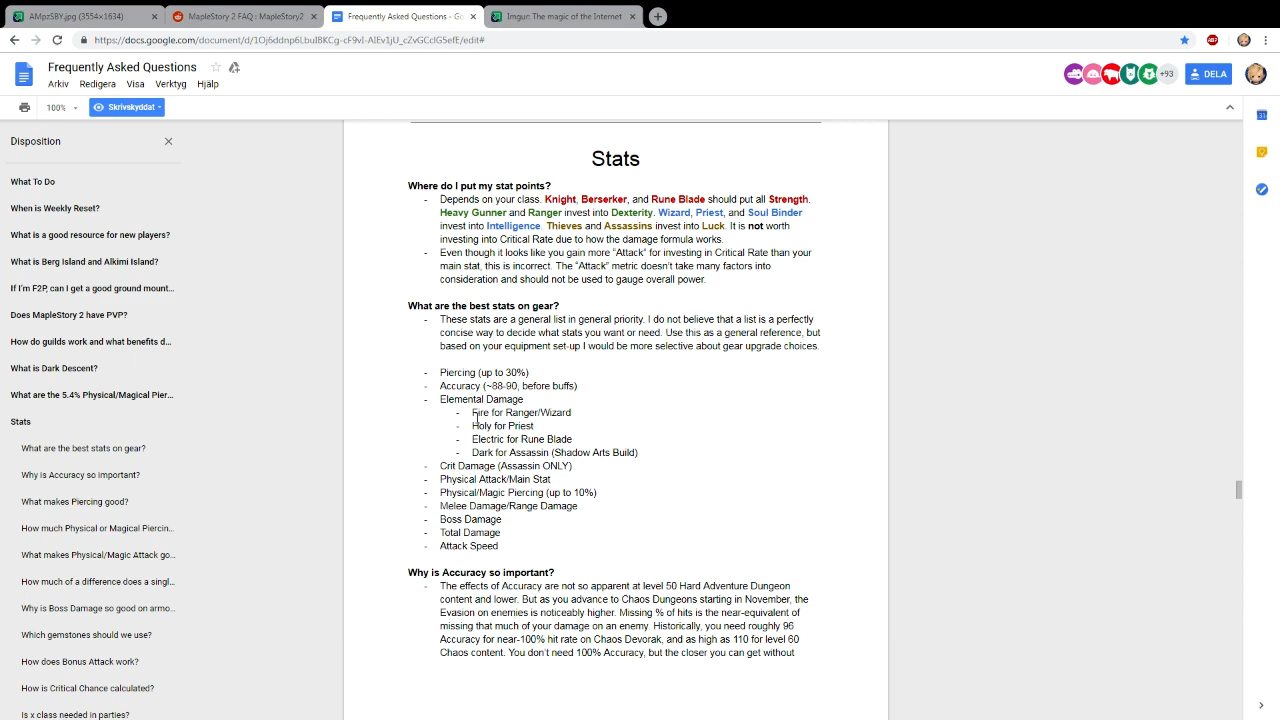 AMpzSBY.jpg (3554×1634)
MapleStory 2 FAQ : MapleStory2
Frequently Asked Questions - Go
Imgur: The magic of the Internet
Frequently Asked Questions
Arkiv Redigera Visa Verktyg Hjälp
+93
DELA
100%
Skrivskyddat
Disposition
What To Do
When is Weekly Reset?
What is a good resource for new players?
What is Berg Island and Alkimi Island?
If I'm F2P, can I get a good ground mount...
Does MapleStory 2 have PVP?
How do guilds work and what benefits d...
What is Dark Descent?
What are the 5.4% Physical/Magical Pier...
Stats
What are the best stats on gear?
Why is Accuracy so important?
What makes Piercing good?
How much Physical or Magical Piercin...
What makes Physical/Magic Attack go...
How much of a difference does a singl...
Why is Boss Damage so good on armo...
Which gemstones should we use?
How does Bonus Attack work?
How is Critical Chance calculated?
Is x class needed in parties?
Stats
Where do I put my stat points?
- Depends on your class. Knight, Berserker, and Rune Blade should put all Strength.
Heavy Gunner and Ranger invest into Dexterity. Wizard, Priest, and Soul Binder
invest into Intelligence. Thieves and Assassins invest into Luck. It is not worth
investing into Critical Rate due to how the damage formula works.
- Even though it looks like you gain more "Attack" for investing in Critical Rate than your
main stat, this is incorrect. The "Attack" metric doesn't take many factors into
consideration and should not be used to gauge overall power.
What are the best stats on gear?
- These stats are a general list in general priority. I do not believe that a list is a perfectly
concise way to decide what stats you want or need. Use this as a general reference, but
based on your equipment set-up I would be more selective about gear upgrade choices.
- Piercing (up to 30%)
- Accuracy (~88-90, before buffs)
- Elemental Damage
- Fire for Ranger/Wizard
- Holy for Priest
- Electric for Rune Blade
- Dark for Assassin (Shadow Arts Build)
- Crit Damage (Assassin ONLY)
- Physical Attack/Main Stat
- Physical/Magic Piercing (up to 10%)
- Melee Damage/Range Damage
- Boss Damage
- Total Damage
- Attack Speed
Why is Accuracy so important?
- The effects of Accuracy are not so apparent at level 50 Hard Adventure Dungeon
content and lower. But as you advance to Chaos Dungeons starting in November, the
Evasion on enemies is noticeably higher. Missing % of hits is the near-equivalent of
missing that much of your damage on an enemy. Historically, you need roughly 96
Accuracy for near-100% hit rate on Chaos Devorak, and as high as 110 for level 60
Chaos content. You don't need 100% Accuracy, but the closer you can get without